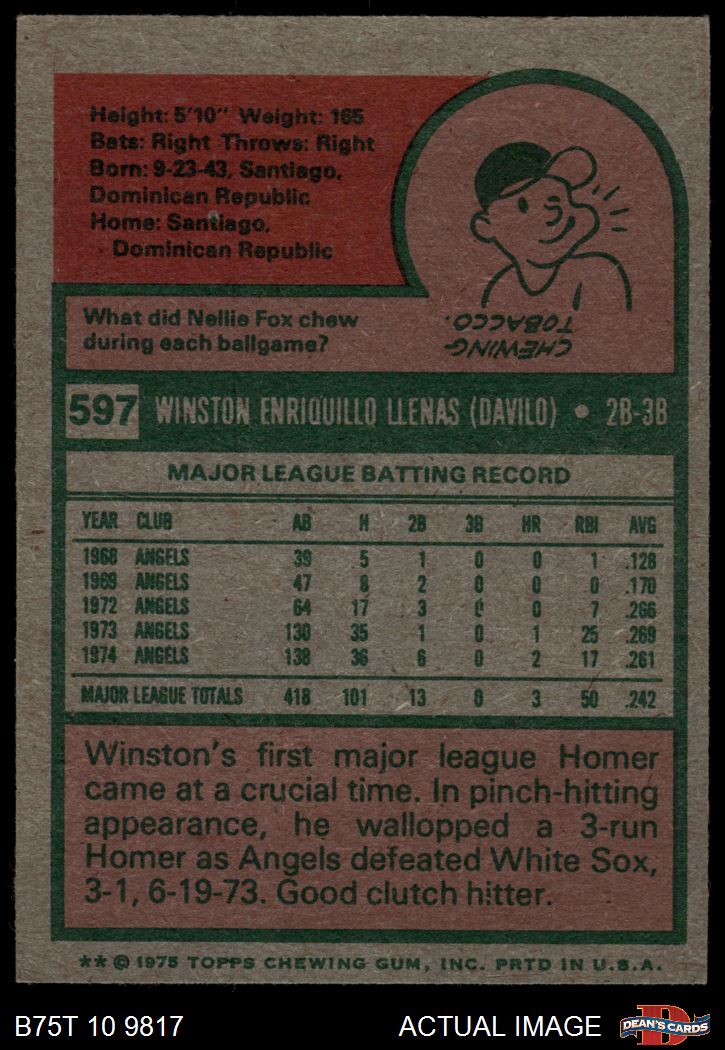 Height: 5'10" Weight: 165
Bats: Right Throws: Right
Born: 9-23-43, Santiago,
Dominican Republic
Home: Santiago,
Dominican Republic
What did Nellie Fox chew
during each ballgame?
CHEWING
TOBACCO.
597 WINSTON ENRIQUILLO LLENAS (DAVILO) • 2B-3B
MAJOR LEAGUE BATTING RECORD
YEAR CLUB AB H 2B 3B HR RBI AVG
1968 ANGELS 39 5 1 0 0 1 .128
1969 ANGELS 47 8 2 0 0 0 .170
1972 ANGELS 64 17 3 0 0 7 .266
1973 ANGELS 130 35 1 0 1 25 .269
1974 ANGELS 138 36 6 0 2 17 .261
MAJOR LEAGUE TOTALS 418 101 13 0 3 50 .242
Winston's first major league Homer
came at a crucial time. In pinch-hitting
appearance, he wallopped a 3-run
Homer as Angels defeated White Sox,
3-1, 6-19-73. Good clutch hitter.
** © 1975 TOPPS CHEWING GUM, INC. PRTD IN U.S.A.
B75T 10 9817 ACTUAL IMAGE D DEAN'S CARDS